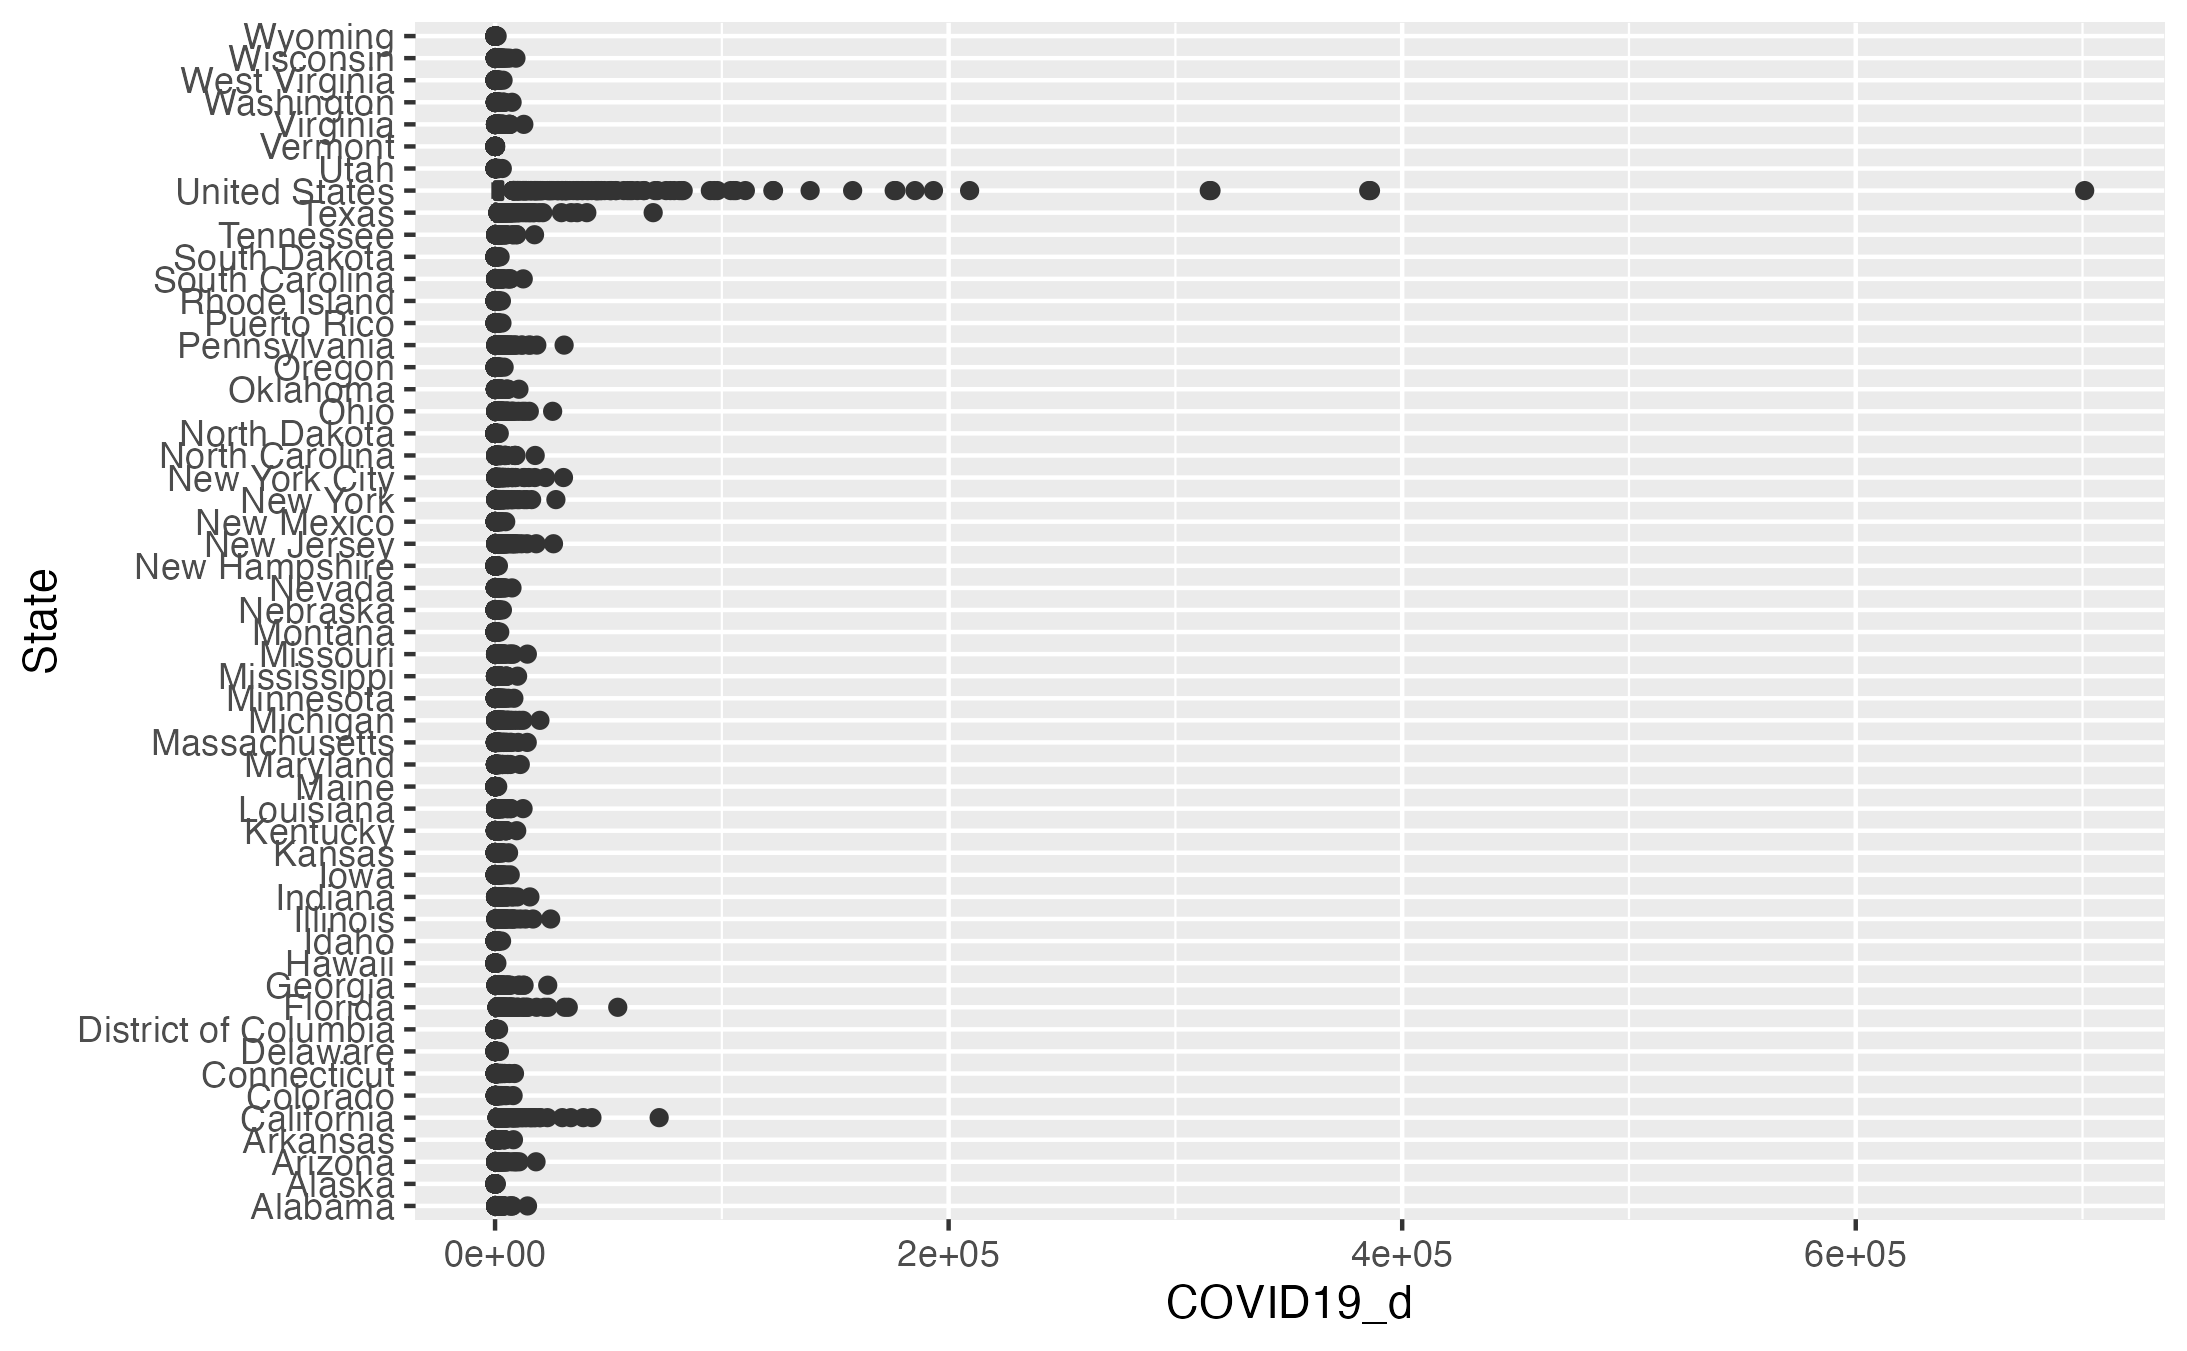 Wyoming
Wisconsin
West Virginia
Washington
Virginia
Vermont
Utah
United States
Texas
Tennessee
South Dakota
South Carolina
Rhode Island
Puerto Rico
Pennsylvania
Oregon
Oklahoma
Ohio
North Dakota
North Carolina
New York City
New York
New Mexico
New Jersey
New Hampshire
Nevada
Nebraska
Montana
Missouri
Mississippi
Minnesota
Michigan
Massachusetts
Maryland
Maine
Louisiana
Kentucky
Kansas
Iowa
Indiana
Illinois
Idaho
Hawaii
Georgia
Florida
District of Columbia
Delaware
Connecticut
Colorado
California
Arkansas
Arizona
Alaska
Alabama
State
0e+00 2e+05 4e+05 6e+05
COVID19_d